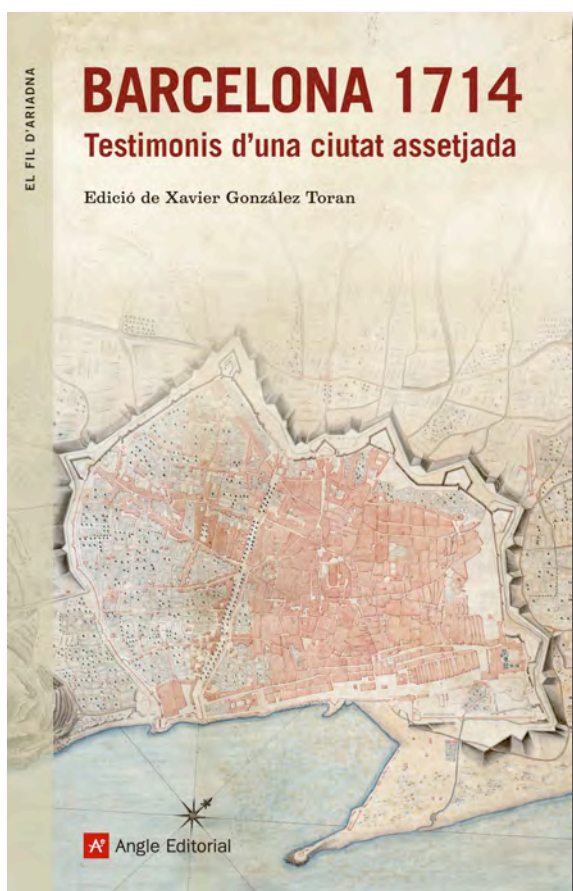 EL FIL D'ARIADNA
BARCELONA 1714
Testimonis d'una ciutat assetjada
Edició de Xavier González Toran
A*
Angle Editorial